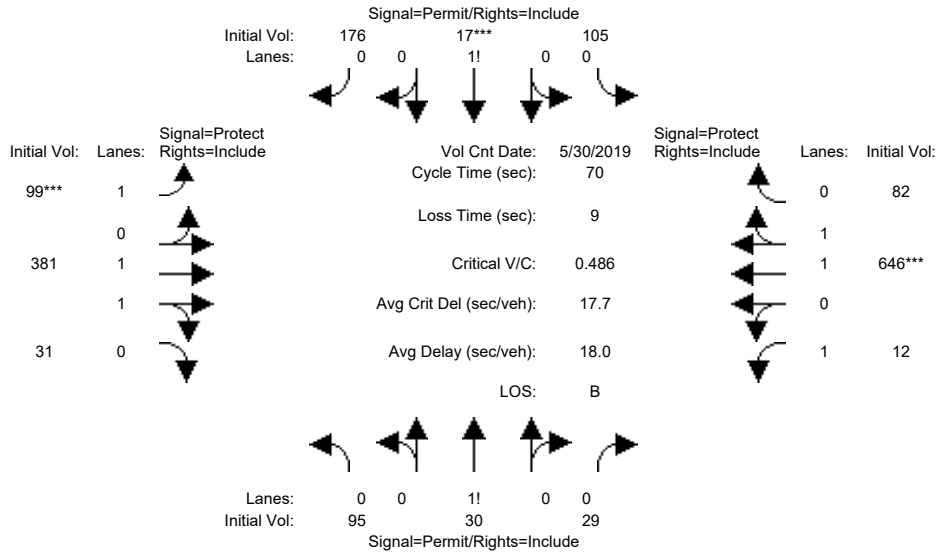 Signal=Permit/Rights=Include
Initial Vol: 176 17*** 105
Lanes: 0 0 1! 0 0
Signal=Protect
Initial Vol: Lanes: Rights=Include
Vol Cnt Date: 5/30/2019
Signal=Protect
Rights=Include Lanes: Initial Vol:
Cycle Time (sec): 70
99*** 1
0 82
Loss Time (sec): 9
0
1
381 1
Critical V/C: 0.486
1 646***
1
Avg Crit Del (sec/veh): 17.7
0
31 0
Avg Delay (sec/veh): 18.0
1 12
LOS: B
Lanes: 0 0 1! 0 0
Initial Vol: 95 30 29
Signal=Permit/Rights=Include